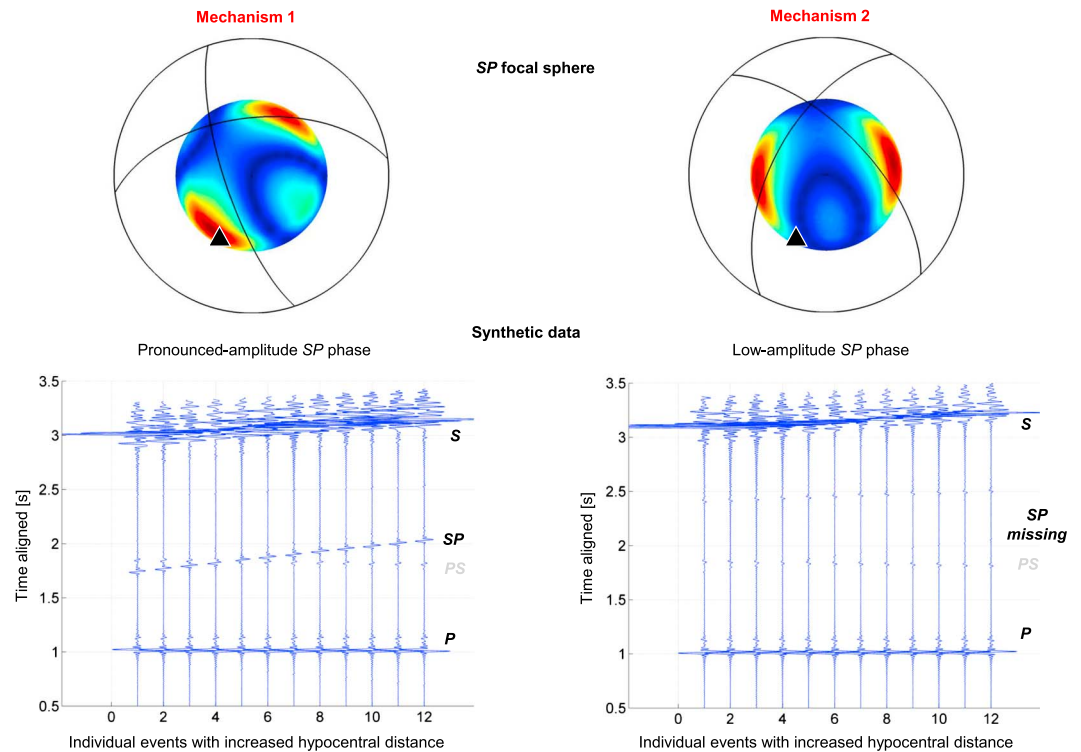 Mechanism 1
Mechanism 2
SP focal sphere
Synthetic data
Pronounced-amplitude SP phase
Low-amplitude SP phase
3.5
3
2.5
2
1.5
1
0.5
Time aligned [s]
S
SP
PS
P
0
2
4
6
8
10
12
Individual events with increased hypocentral distance
3.5
3
2.5
2
1.5
1
0.5
Time aligned [s]
S
SP
missing
PS
P
0
2
4
6
8
10
12
Individual events with increased hypocentral distance